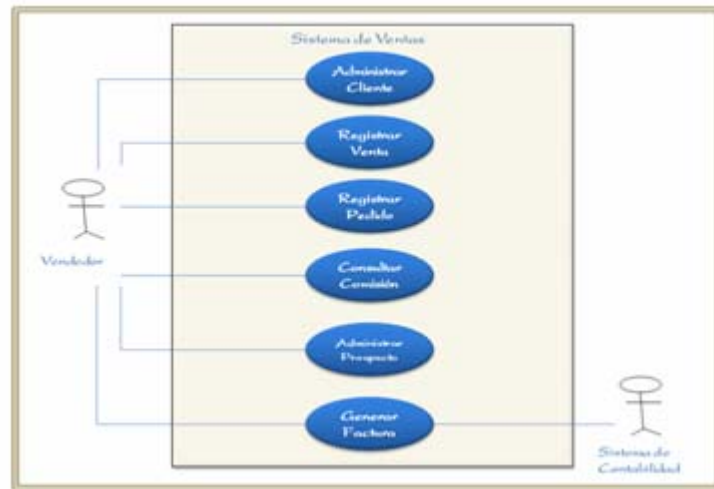 Sistema de Ventas
Administrar
Cliente
Registrar
Venta
Registrar
Pedido
Vendedor
Consultar
Comisión
Administrar
Prospecto
Generar
Factura
Sistema de
Contabilidad